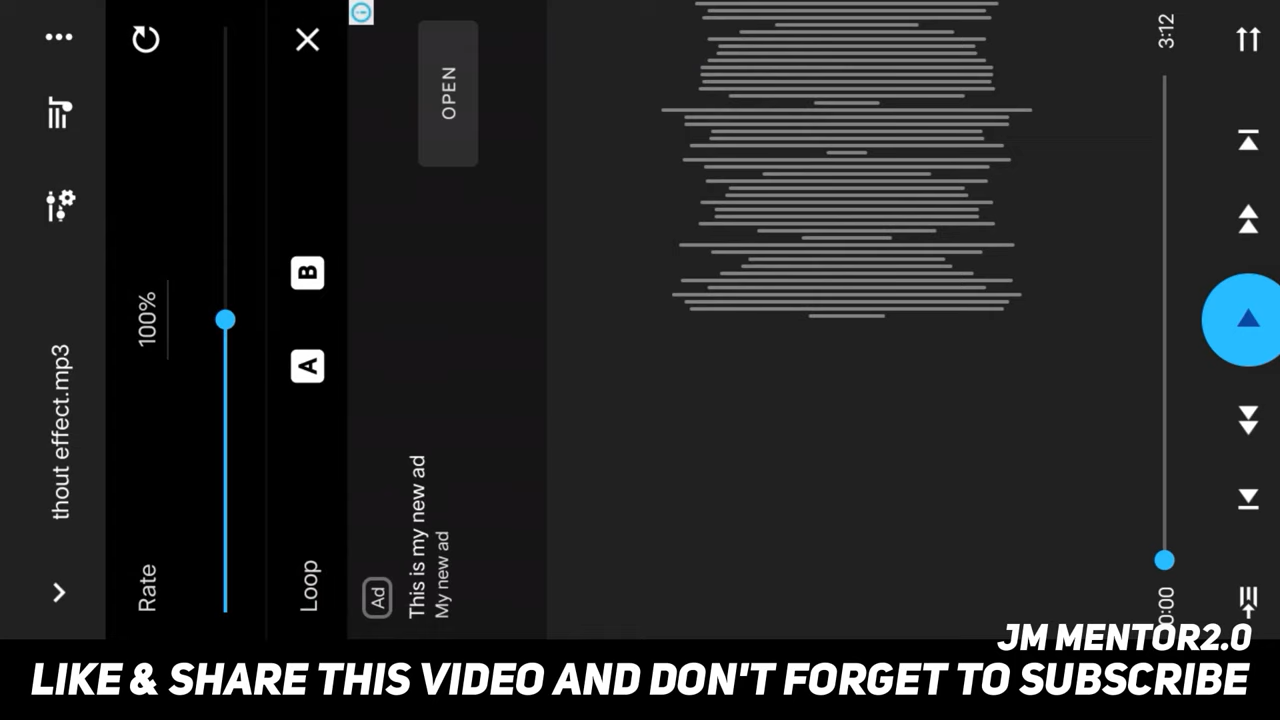 thout effect.mp3
Rate
100%
Loop
A
B
Ad
This is my new ad
My new ad
OPEN
0:00
3:12
JM MENTOR2.0
LIKE & SHARE THIS VIDEO AND DON'T FORGET TO SUBSCRIBE